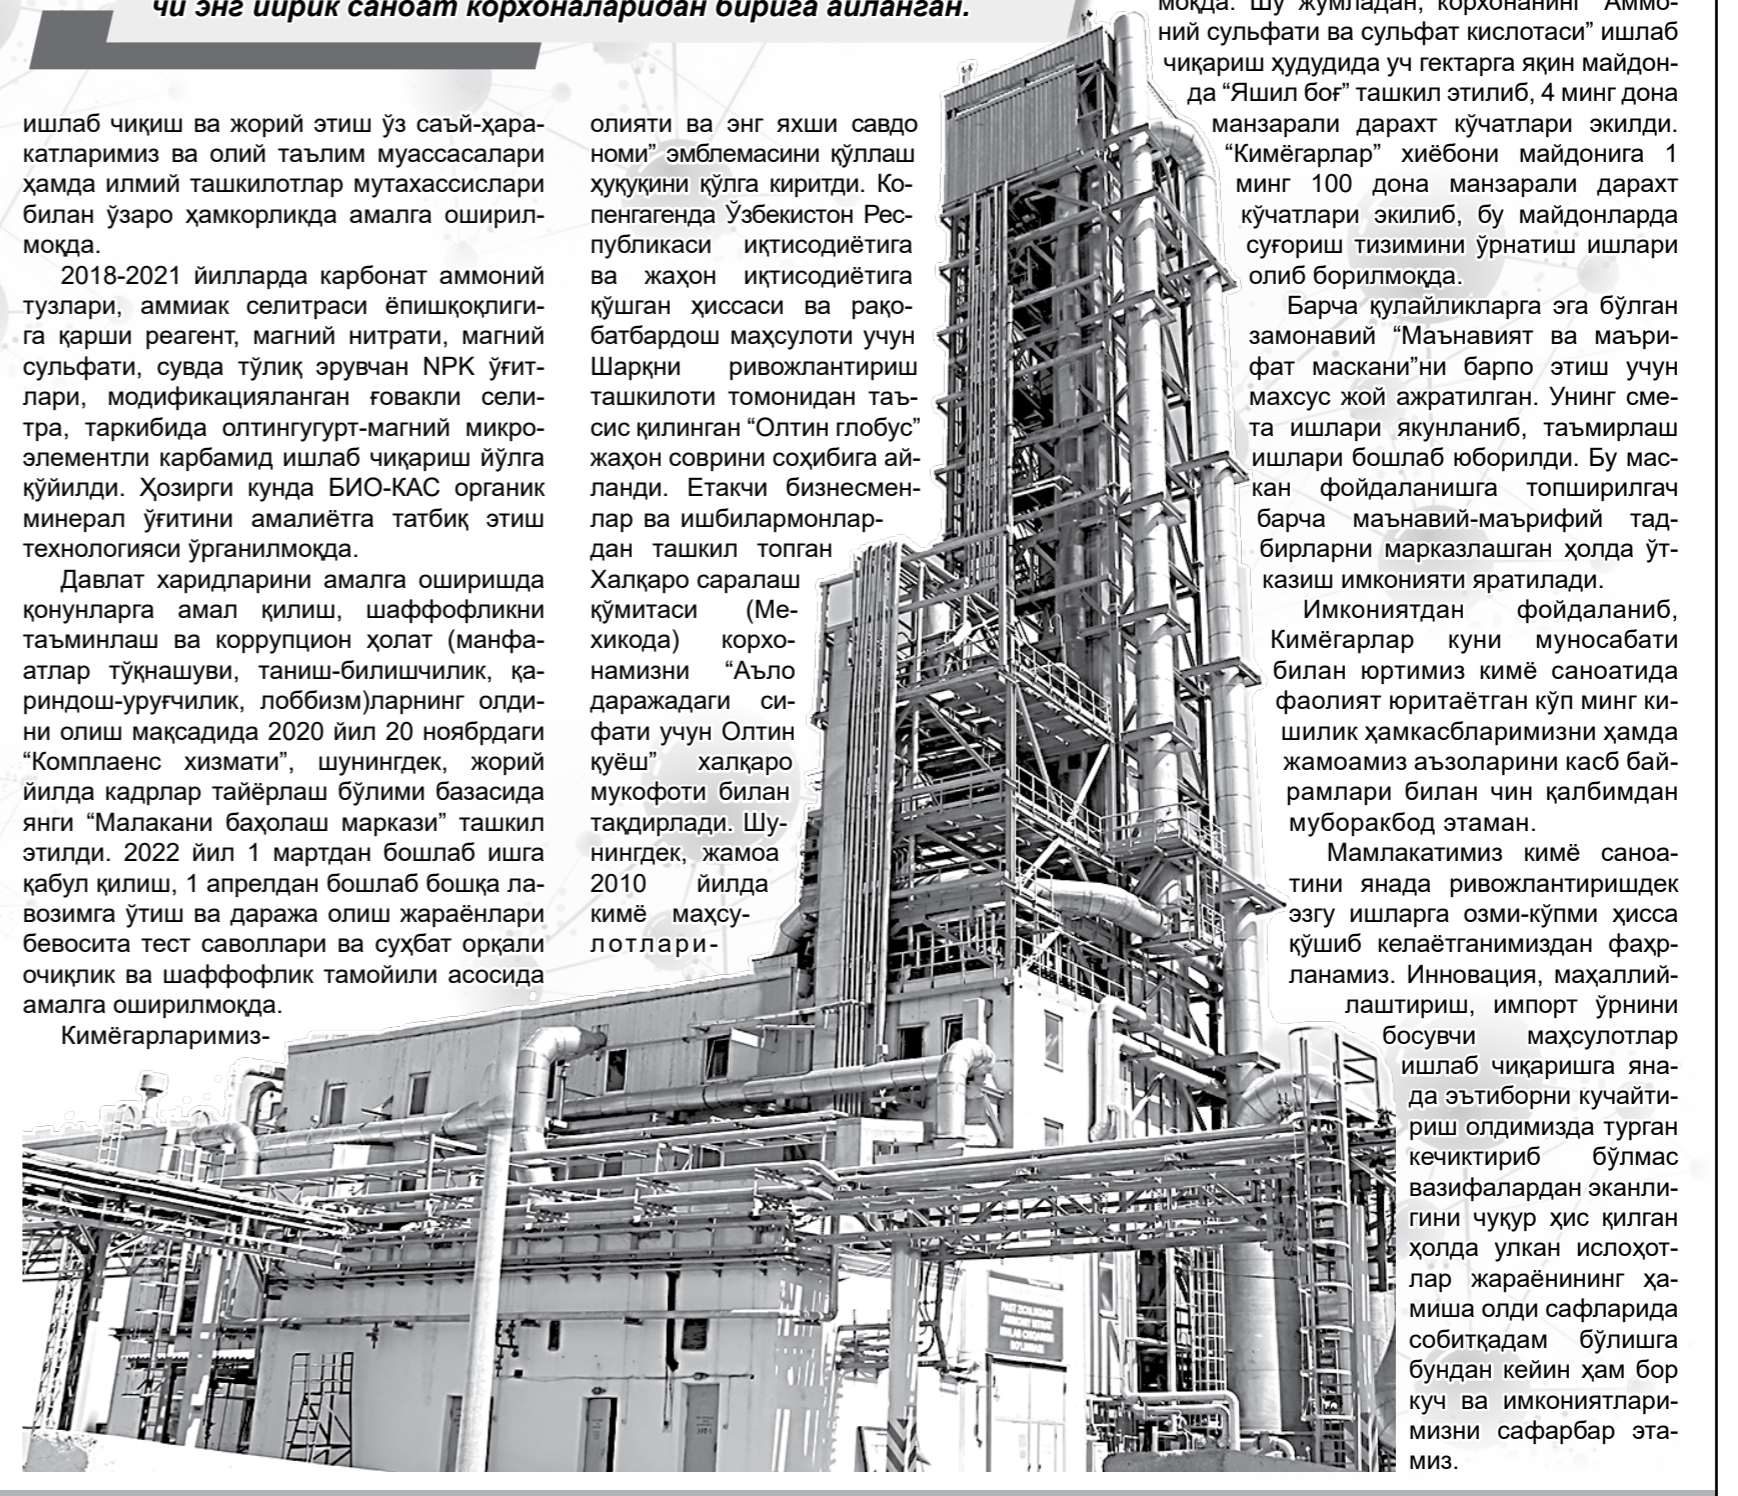 чи энг йирик саноат корхоналаридан бирига айланган.
ишлаб чиқиш ва жорий этиш ўз саъй-ҳара-
катларимиз ва олий таълим муассасалари
ҳамда илмий ташкилотлар мутахассислари
билан ўзаро ҳамкорликда амалга оширил-
моқда.
2018-2021 йилларда карбонат аммоний
тузлари, аммиак селитраси ёпишқоқлиги-
га қарши реагент, магний нитрати, магний
сульфати, сувда тўлиқ эрувчан NPK ўғит-
лари, модификацияланган ғовакли сели-
тра, таркибида олтингугурт-магний микро-
элементли карбамид ишлаб чиқариш йўлга
қўйилди. Ҳозирги кунда БИО-КАС органик
минерал ўғитини амалиётга татбиқ этиш
технологияси ўрганилмоқда.
Давлат харидларини амалга оширишда
қонунларга амал қилиш, шаффофликни
таъминлаш ва коррупцион ҳолат (манфа-
атлар тўқнашуви, таниш-билишчилик, қа-
риндош-уруғчилик, лоббизм)ларнинг олди-
ни олиш мақсадида 2020 йил 20 ноябрдаги
“Комплаенс хизмати”, шунингдек, жорий
йилда кадрлар тайёрлаш бўлими базасида
янги “Малакани баҳолаш маркази” ташкил
этилди. 2022 йил 1 мартдан бошлаб ишга
қабул қилиш, 1 апрелдан бошлаб бошқа ла-
возимга ўтиш ва даража олиш жараёнлари
бевосита тест саволлари ва суҳбат орқали
очиқлик ва шаффофлик тамойили асосида
амалга оширилмоқда.
Кимёгарларимиз-
олияти ва энг яхши савдо
номи” эмблемасини қўллаш
ҳуқуқини қўлга киритди. Ко-
пенгагенда Ўзбекистон Рес-
публикаси иқтисодиётига
ва жаҳон иқтисодиётига
қўшган ҳиссаси ва рақо-
батбардош маҳсулоти учун
Шарқни ривожлантириш
ташкилоти томонидан таъ-
сис қилинган “Олтин глобус”
жаҳон соврини соҳибига ай-
ланди. Етакчи бизнесмен-
лар ва ишбилармонлар-
дан ташкил топган
Халқаро саралаш
қўмитаси (Ме-
хикода) корхо-
намизни “Аъло
даражадаги си-
фати учун Олтин
қуёш” халқаро
мукофоти билан
тақдирлади. Шу-
нингдек, жамоа
2010 йилда
кимё маҳсу-
лотлари-
моқда. Шу жумладан, корхонанинг “Аммо-
ний сульфати ва сульфат кислотаси” ишлаб
чиқариш ҳудудида уч гектарга яқин майдон-
да “Яшил боғ” ташкил этилиб, 4 минг дона
манзарали дарахт кўчатлари экилди.
“Кимёгарлар” хиёбони майдонига 1
минг 100 дона манзарали дарахт
кўчатлари экилиб, бу майдонларда
суғориш тизимини ўрнатиш ишлари
олиб борилмоқда.
Барча қулайликларга эга бўлган
замонавий “Маънавият ва маъри-
фат маскани”ни барпо этиш учун
махсус жой ажратилган. Унинг сме-
та ишлари якунланиб, таъмирлаш
ишлари бошлаб юборилди. Бу мас-
кан фойдаланишга топширилгач
барча маънавий-маърифий тад-
бирларни марказлашган ҳолда ўт-
казиш имконияти яратилади.
Имкониятдан фойдаланиб,
Кимёгарлар куни муносабати
билан юртимиз кимё саноатида
фаолият юритаётган кўп минг ки-
шилик ҳамкасбларимизни ҳамда
жамоамиз аъзоларини касб бай-
рамлари билан чин қалбимдан
муборакбод этаман.
Мамлакатимиз кимё саноа-
тини янада ривожлантиришдек
эзгу ишларга озми-кўпми ҳисса
қўшиб келаётганимиздан фаҳр-
ланамиз. Инновация, маҳаллий-
лаштириш, импорт ўрнини
босувчи маҳсулотлар
ишлаб чиқаришга яна-
да эътиборни кучайти-
риш олдимизда турган
кечиктириб бўлмас
вазифалардан эканли-
гини чуқур ҳис қилган
ҳолда улкан ислоҳот-
лар жараёнининг ҳа-
миша олди сафларида
собитқадам бўлишга
бундан кейин ҳам бор
куч ва имкониятлари-
мизни сафарбар эта-
миз.